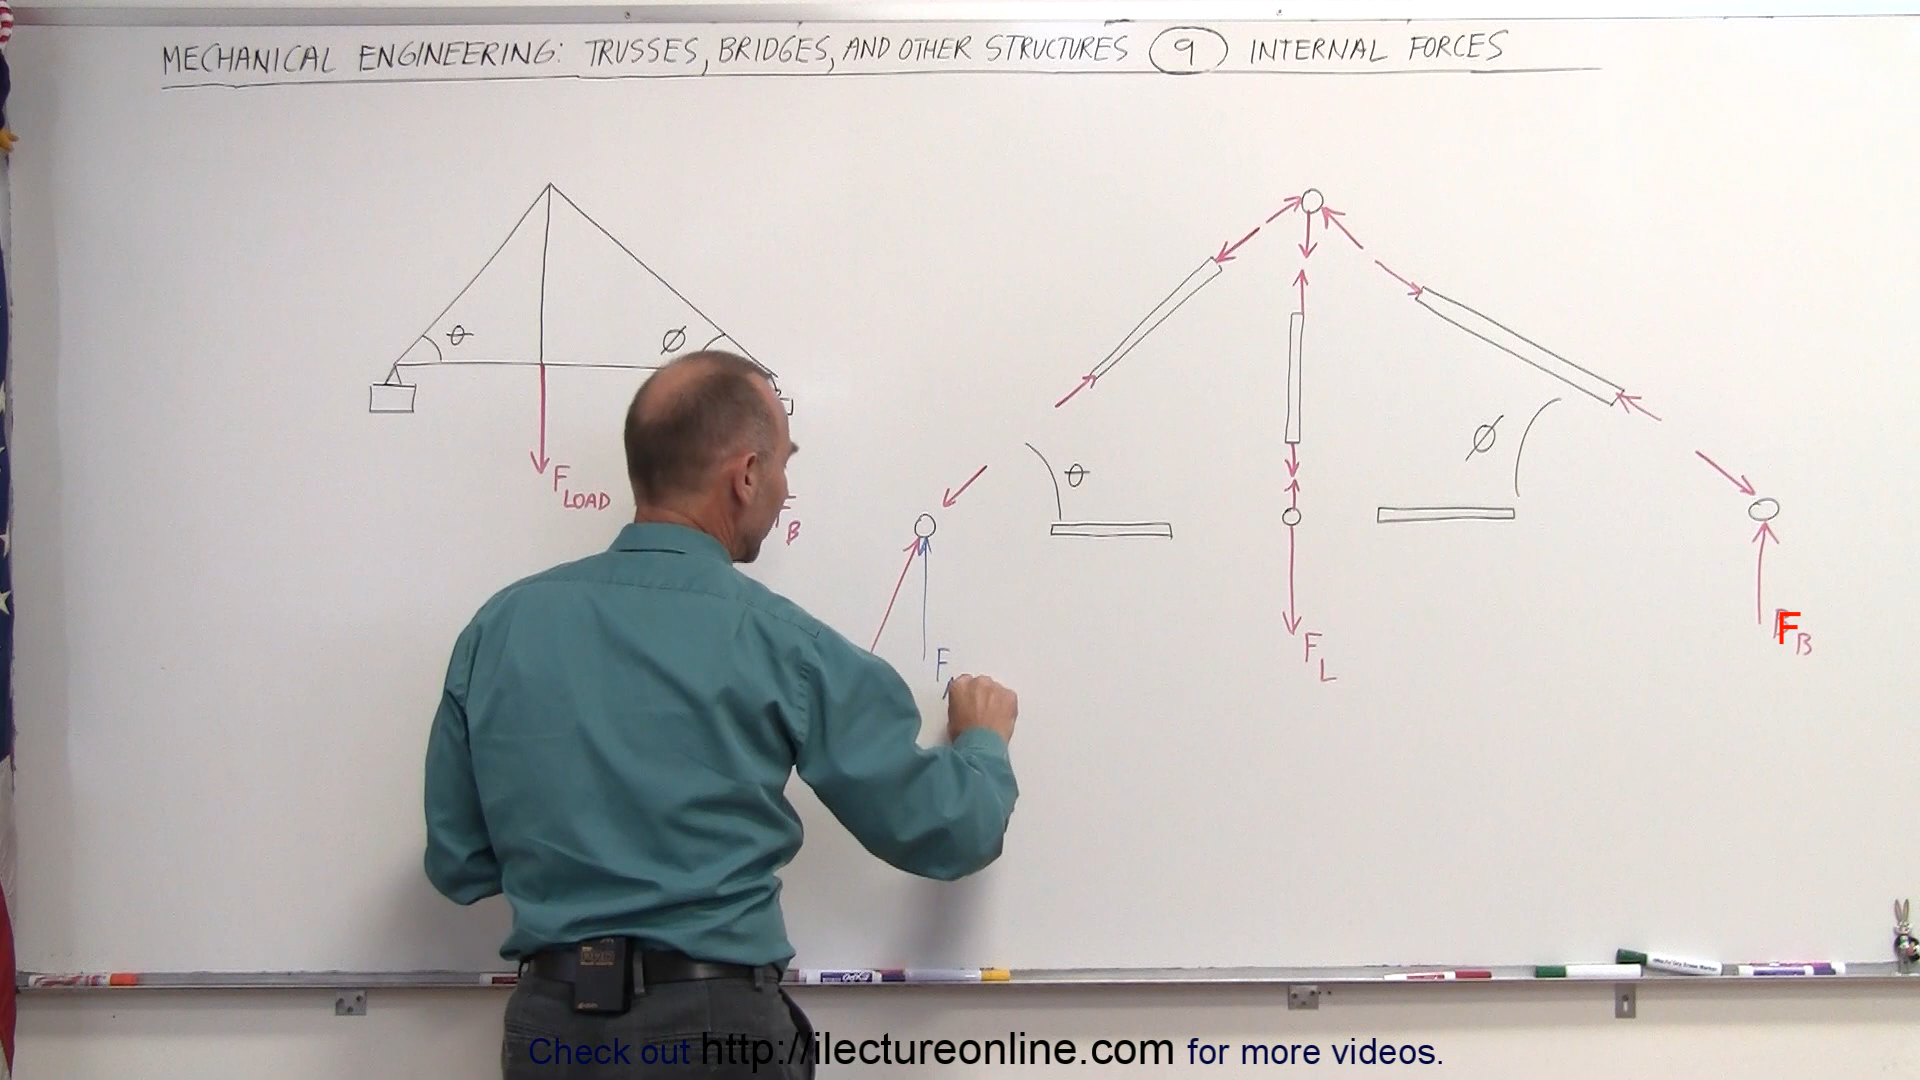 MECHANICAL ENGINEERING: TRUSSES, BRIDGES, AND OTHER STRUCTURES 9 INTERNAL FORCES
θ
Ø
F LOAD
B
θ
Ø
F
F L
F B
Check out http://ilectureonline.com for more videos.